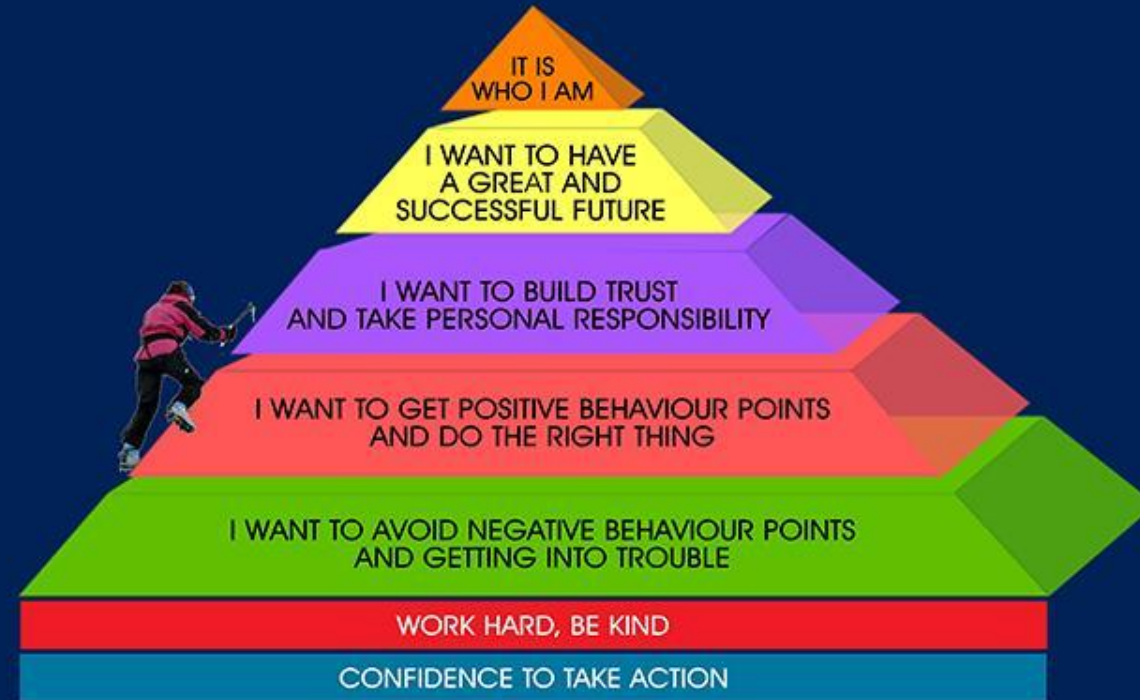 IT IS
WHO I AM
I WANT TO HAVE
A GREAT AND
SUCCESSFUL FUTURE
I WANT TO BUILD TRUST
AND TAKE PERSONAL RESPONSIBILITY
I WANT TO GET POSITIVE BEHAVIOUR POINTS
AND DO THE RIGHT THING
I WANT TO AVOID NEGATIVE BEHAVIOUR POINTS
AND GETTING INTO TROUBLE
WORK HARD, BE KIND
CONFIDENCE TO TAKE ACTION